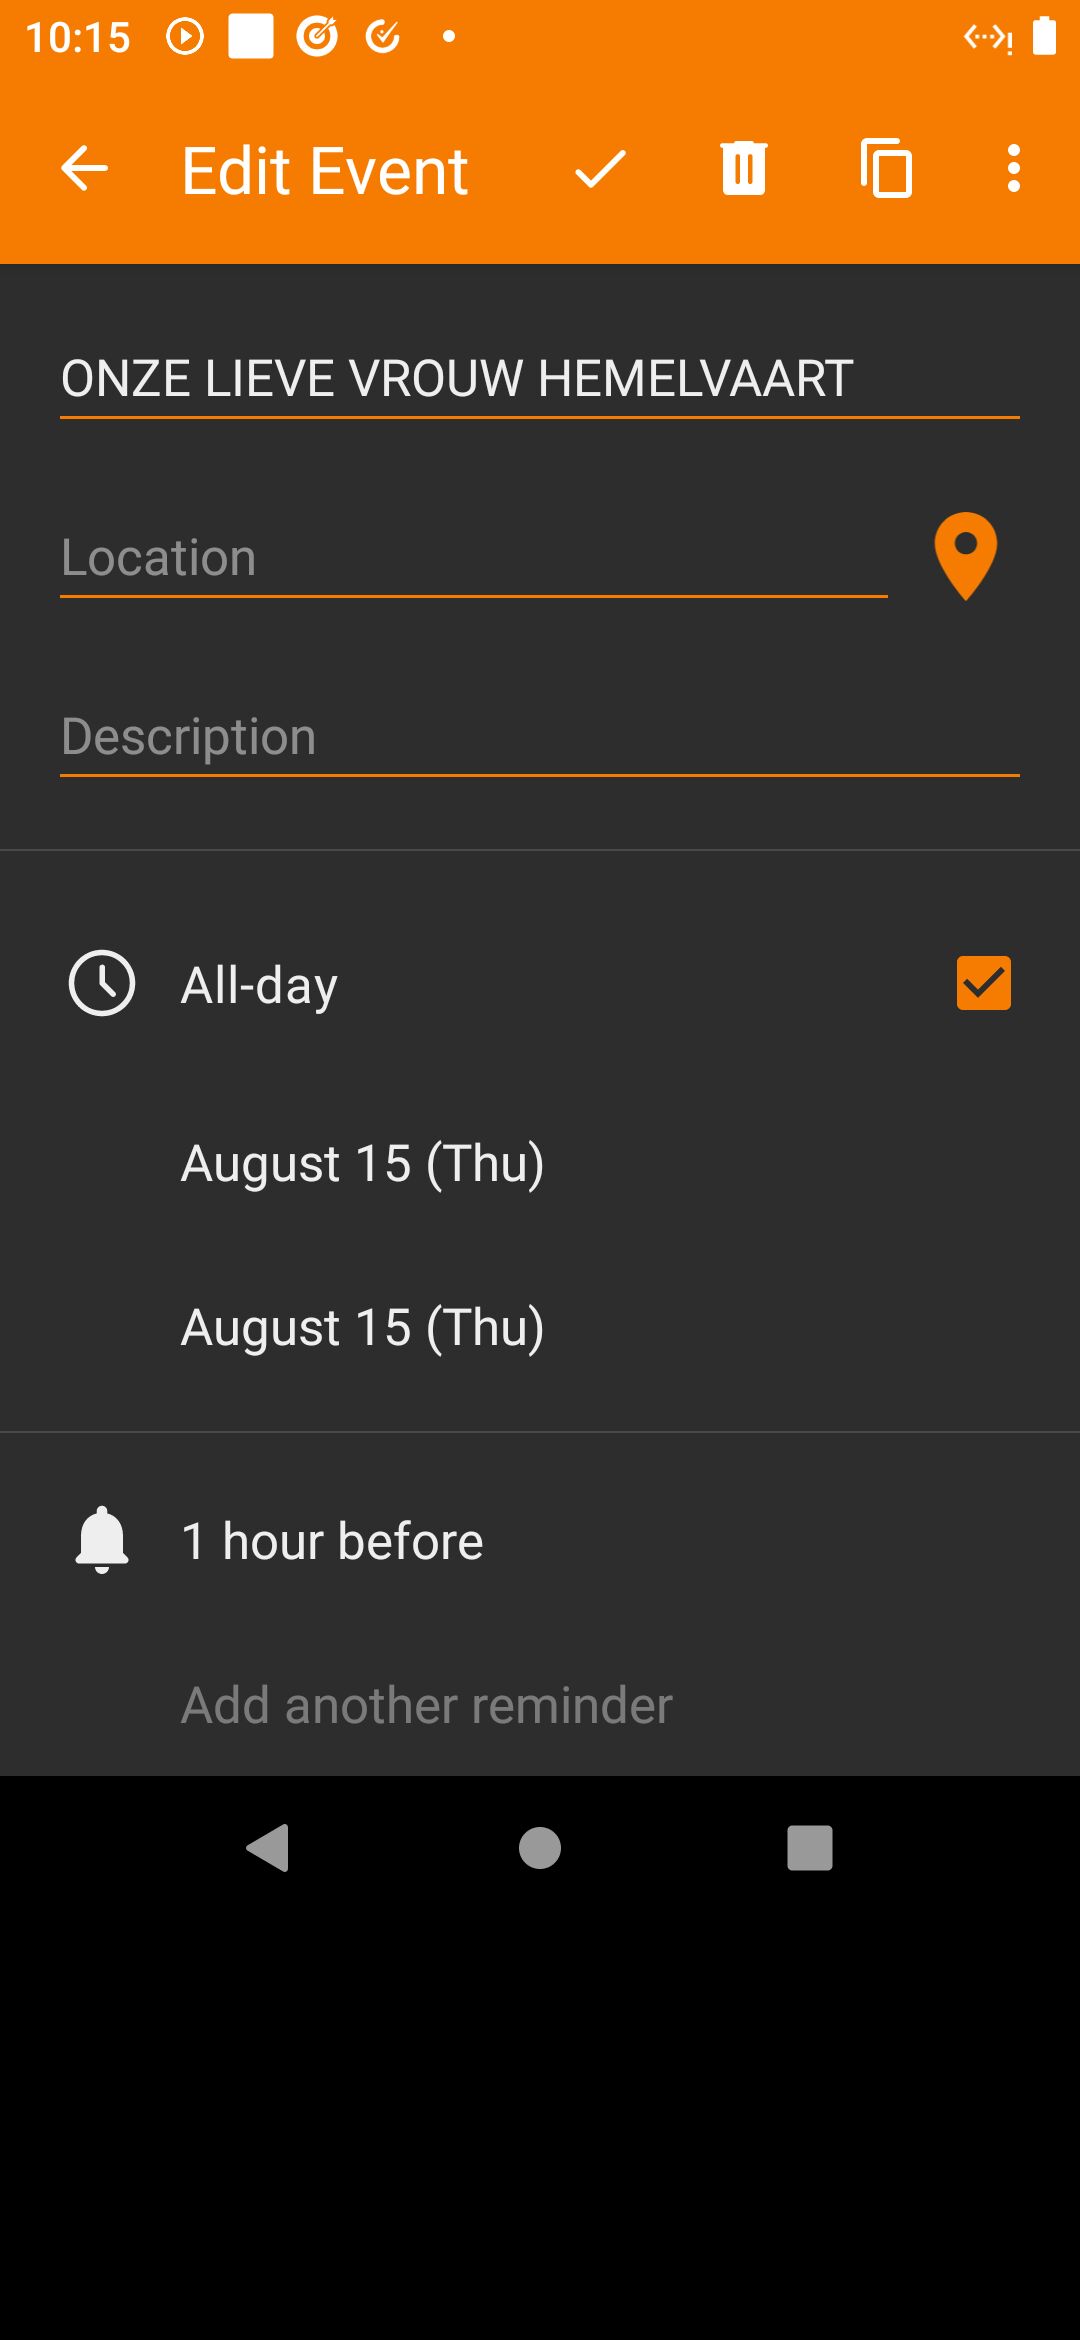 10:15
Edit Event
ONZE LIEVE VROUW HEMELVAART
Location
Description
All-day
August 15 (Thu)
August 15 (Thu)
1 hour before
Add another reminder